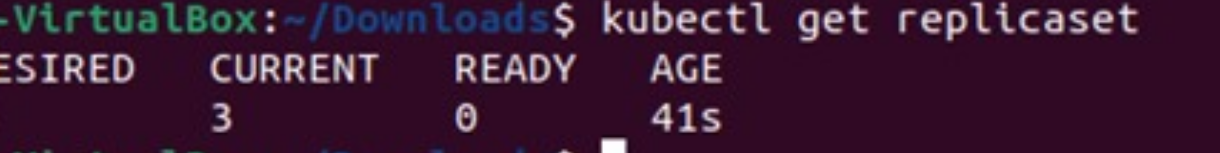 -VirtualBox:~/Downloads$ kubectl get replicaset
ESIRED CURRENT READY AGE
3 0 41s